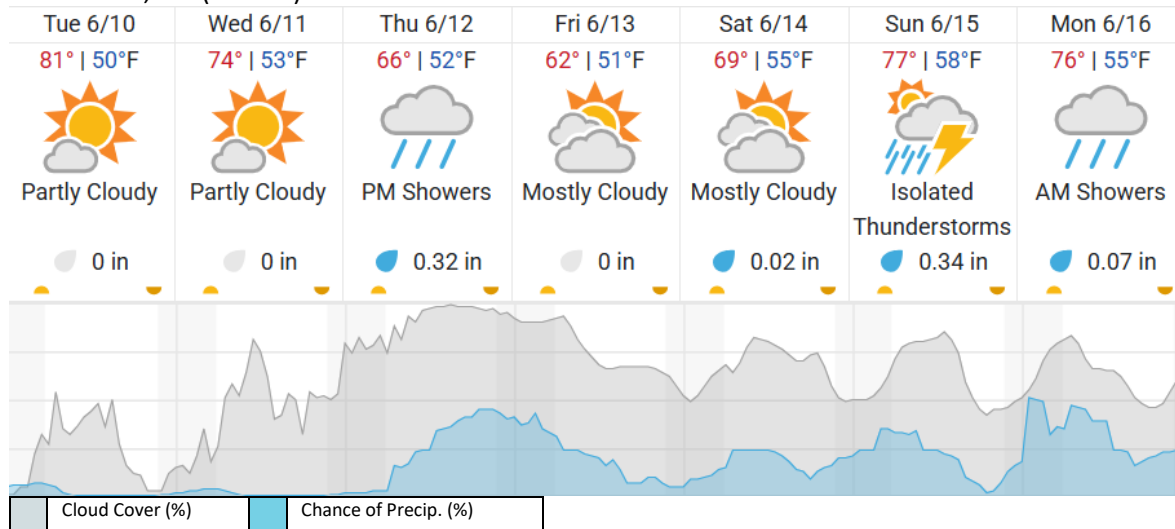 Tue 6/10 Wed 6/11 Thu 6/12 Fri 6/13 Sat 6/14 Sun 6/15 Mon 6/16
81° | 50°F 74° | 53°F 66° | 52°F 62° | 51°F 69° | 55°F 77° | 58°F 76° | 55°F
Partly Cloudy Partly Cloudy PM Showers Mostly Cloudy Mostly Cloudy Isolated AM Showers
Thunderstorms
0 in 0 in 0.32 in 0 in 0.02 in 0.34 in 0.07 in
Cloud Cover (%) Chance of Precip. (%)